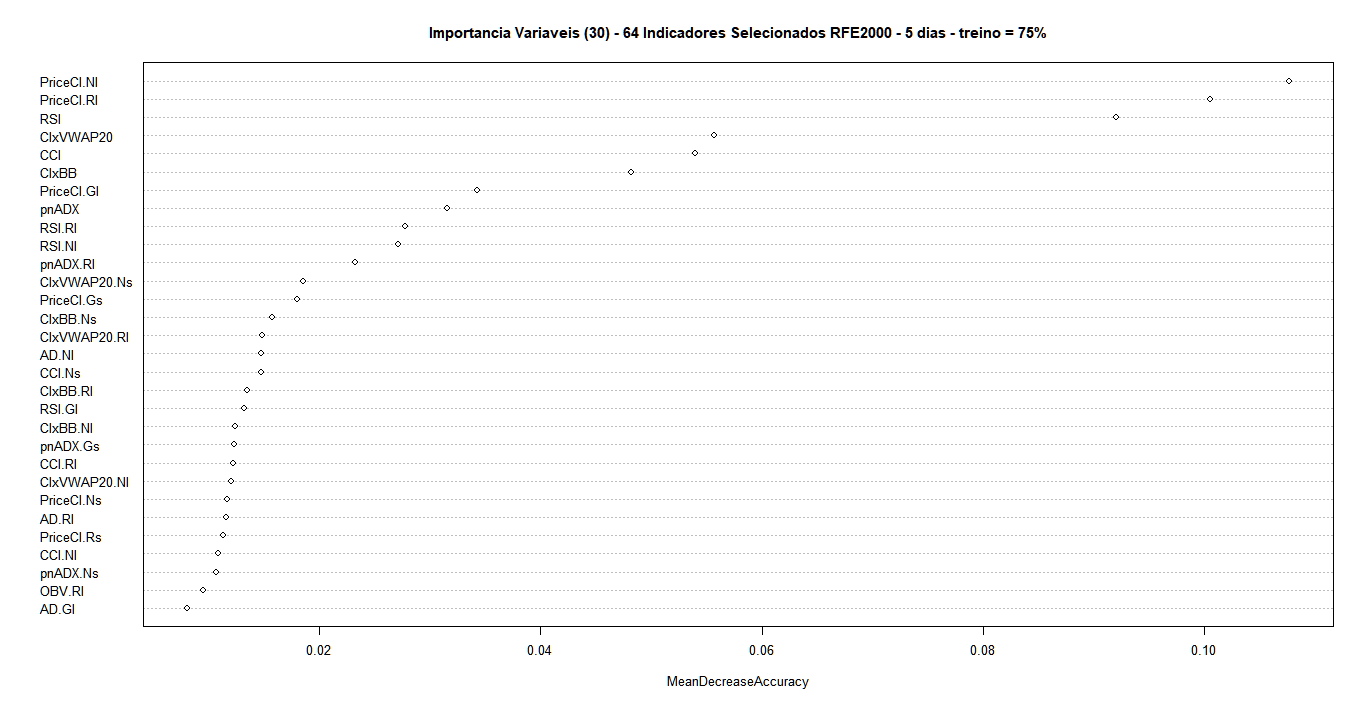 Importancia Variaveis (30) - 64 Indicadores Selecionados RFE2000 - 5 dias - treino = 75%
PriceCl.Nl
PriceCl.Rl
RSI
ClxVWAP20
CCI
ClxBB
PriceCl.Gl
pnADX
RSI.Rl
RSI.Nl
pnADX.Rl
ClxVWAP20.Ns
PriceCl.Gs
ClxBB.Ns
ClxVWAP20.Rl
AD.Nl
CCI.Ns
ClxBB.Rl
RSI.Gl
ClxBB.Nl
pnADX.Gs
CCI.Rl
ClxVWAP20.Nl
PriceCl.Ns
AD.Rl
PriceCl.Rs
CCI.Nl
pnADX.Ns
OBV.Rl
AD.Gl
0.02 0.04 0.06 0.08 0.10
MeanDecreaseAccuracy